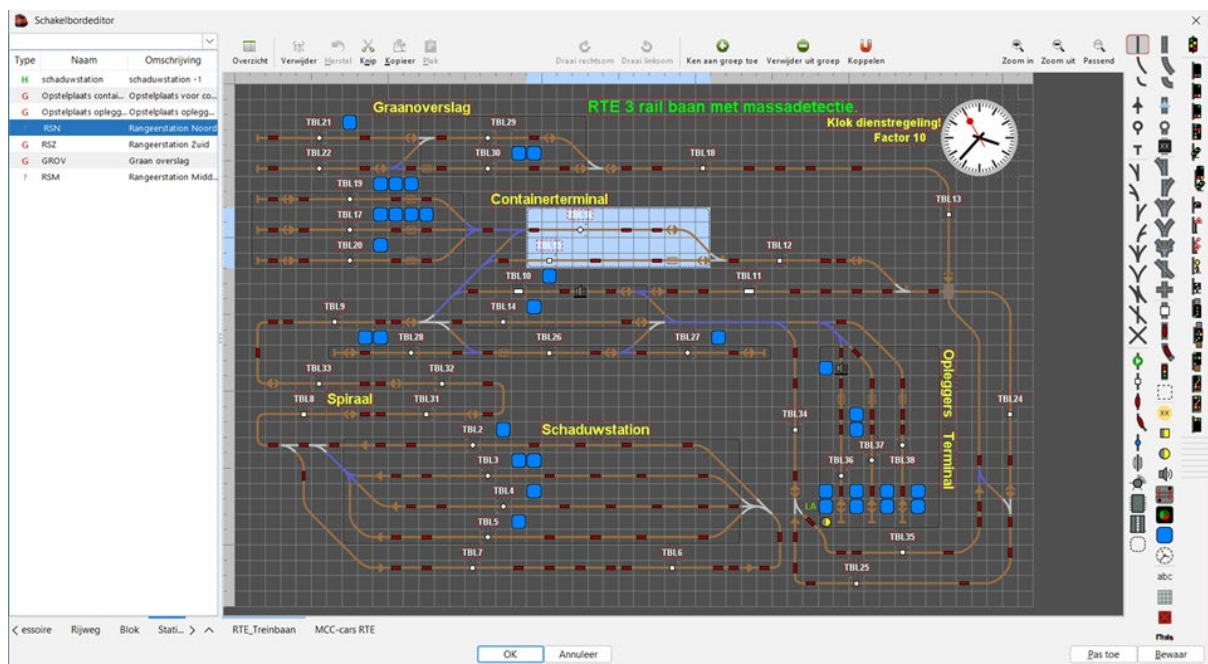 Schakelbordeditor
Type Naam Omschrijving
H schaduwstation schaduwstation -1
G Opstelplaats contai... Opstelplaats voor co...
G Opstelplaats oplegg... Opstelplaats oplegg...
? RSN Rangeerstation Noord
G RSZ Rangeerstation Zuid
G GROV Graan overslag
? RSM Rangeerstation Midd...
Overzicht Verwijder Herstel Knip Kopieer Plak Draai rechtsom Draai linksom Ken aan groep toe Verwijder uit groep Koppelen Zoom in Zoom uit Passend
Graanoverslag
RTE 3 rail baan met massadetectie.
Klok dienstregeling!
Factor 10
TBL21 TBL29
TBL22 TBL30 TBL18
TBL19
TBL13
Containerterminal
TBL17
TBL20 TBL12
TBL10 TBL11
TBL9 TBL14
TBL28 TBL26 TBL27
TBL33 TBL32
TBL8 Spiraal TBL31
TBL2 Schaduwstation
TBL3
TBL4
TBL5
TBL7 TBL6
Opleggers Terminal
TBL34 TBL24
TBL37
TBL36 TBL38
LA
TBL35
TBL25
T
XX
XX
abc
< essoire Rijweg Blok Stati... >
RTE_Treinbaan MCC-cars RTE
OK Annuleer Pas toe Bewaar